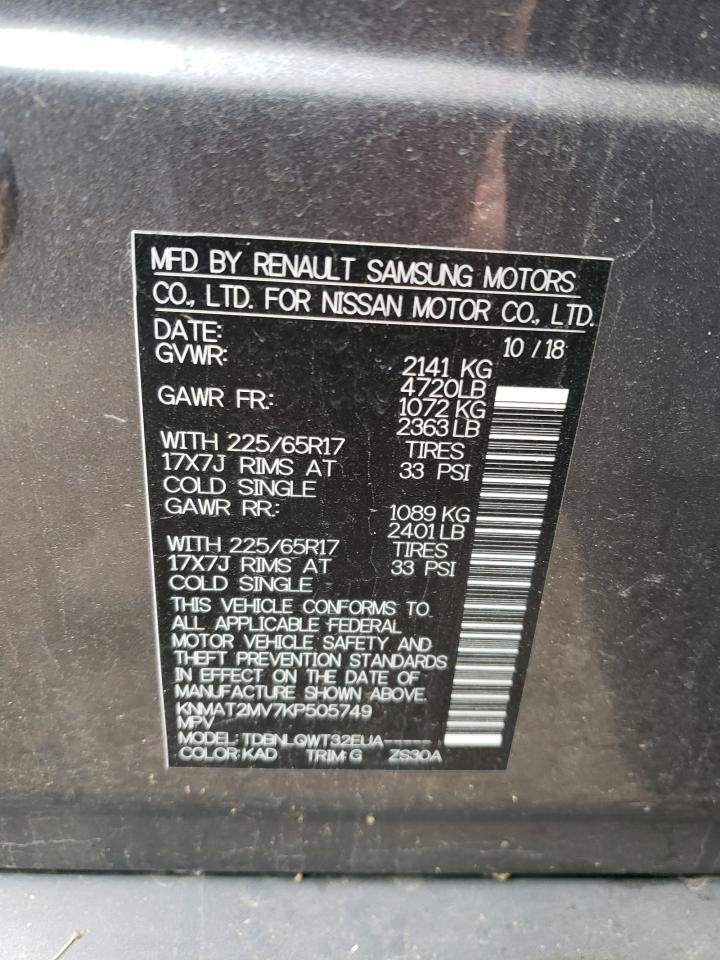 MFD BY RENAULT SAMSUNG MOTORS
CO., LTD. FOR NISSAN MOTOR CO., LTD.
DATE: 10 / 18
GVWR: 2141 KG
4720LB
GAWR FR: 1072 KG
2363 LB
WITH 225/65R17 TIRES
17X7J RIMS AT 33 PSI
COLD SINGLE
GAWR RR: 1089 KG
2401 LB
WITH 225/65R17 TIRES
17X7J RIMS AT 33 PSI
COLD SINGLE
THIS VEHICLE CONFORMS TO
ALL APPLICABLE FEDERAL
MOTOR VEHICLE SAFETY AND
THEFT PREVENTION STANDARDS
IN EFFECT ON THE DATE OF
MANUFACTURE SHOWN ABOVE.
KNMAT2MV7KP505749
MPV
MODEL: TDBNLQWT32EUA-----
COLOR: KAD TRIM: G ZS30A